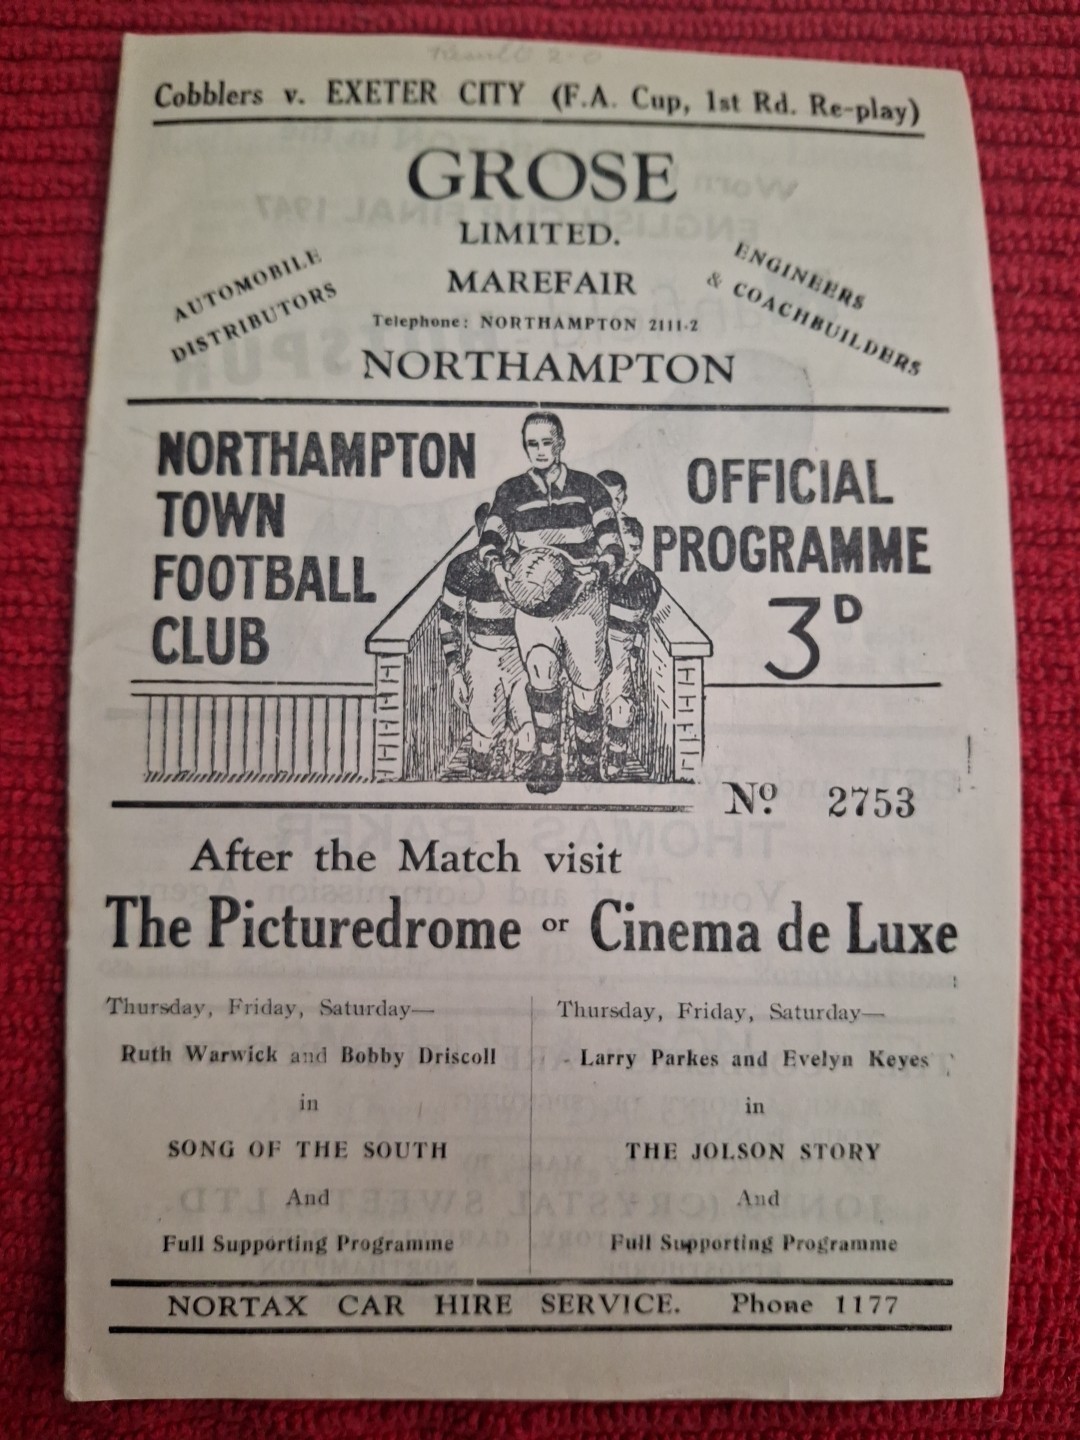 Result 2-0
Cobblers v. EXETER CITY (F.A. Cup, 1st Rd. Re-play)
GROSE
LIMITED.
AUTOMOBILE
DISTRIBUTORS
MAREFAIR
ENGINEERS
& COACHBUILDERS
Telephone: NORTHAMPTON 2111-2
NORTHAMPTON
NORTHAMPTON
TOWN
FOOTBALL
CLUB
OFFICIAL
PROGRAMME
3D
No 2753
After the Match visit
The Picturedrome or Cinema de Luxe
Thursday, Friday, Saturday—
Ruth Warwick and Bobby Driscoll
in
SONG OF THE SOUTH
And
Full Supporting Programme
Thursday, Friday, Saturday—
Larry Parkes and Evelyn Keyes
in
THE JOLSON STORY
And
Full Supporting Programme
NORTAX CAR HIRE SERVICE. Phone 1177